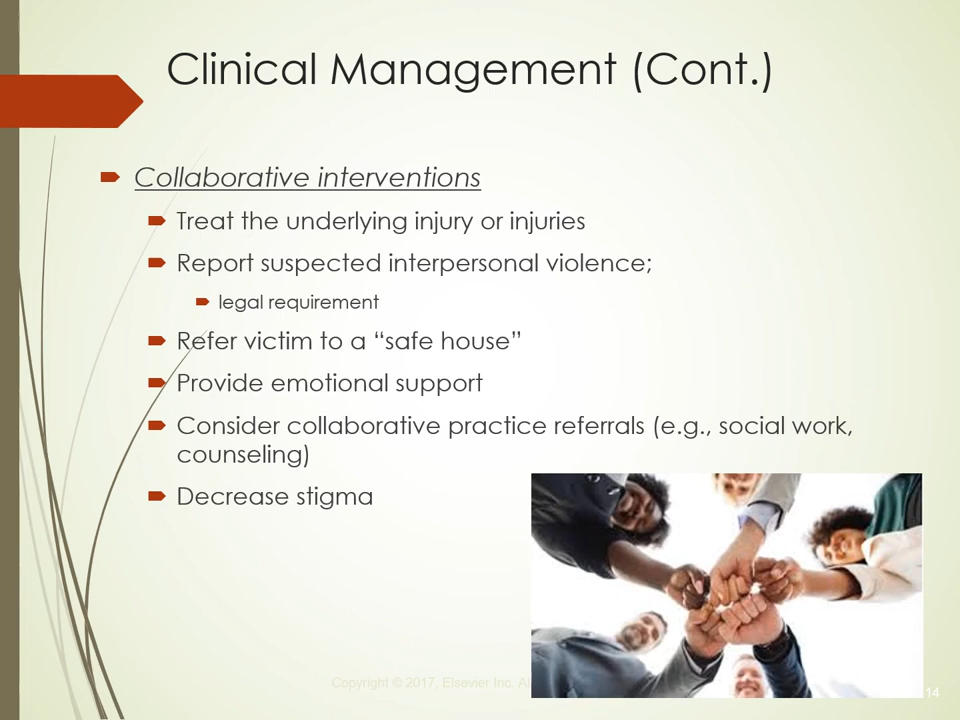 Clinical Management (Cont.)
Collaborative interventions
Treat the underlying injury or injuries
Report suspected interpersonal violence;
legal requirement
Refer victim to a “safe house”
Provide emotional support
Consider collaborative practice referrals (e.g., social work,
counseling)
Decrease stigma
Copyright © 2017, Elsevier Inc.
14